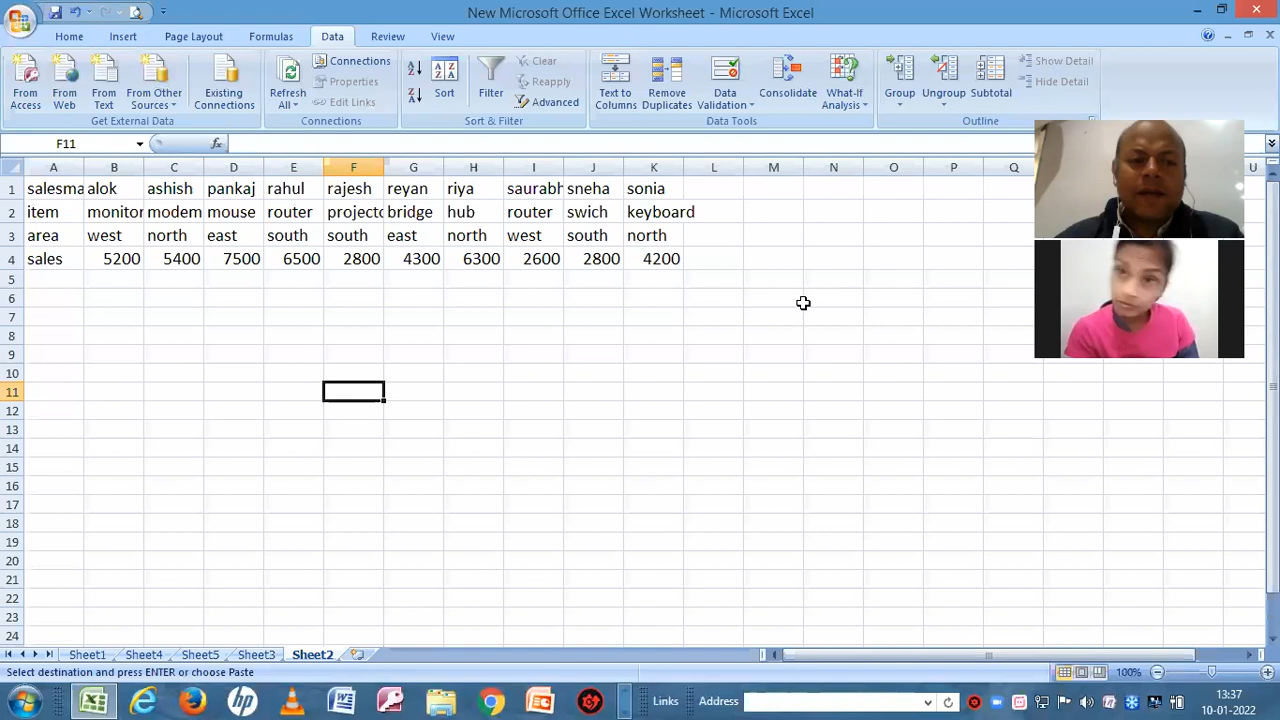 New Microsoft Office Excel Worksheet - Microsoft Excel
Home Insert Page Layout Formulas Data Review View
From Access
From Web
From Text
From Other Sources
Existing Connections
Get External Data
Refresh All
Connections
Properties
Edit Links
Connections
Sort
Filter
Clear
Reapply
Advanced
Sort & Filter
Text to Columns
Remove Duplicates
Data Validation
Consolidate
What-If Analysis
Data Tools
Group
Ungroup
Subtotal
Show Detail
Hide Detail
Outline
F11 fx
A B C D E F G H I J K L M N O P Q U
1 salesma alok ashish pankaj rahul rajesh reyan riya saurabh sneha sonia
2 item monitor modem mouse router projecto bridge hub router swich keyboard
3 area west north east south south east north west south north
4 sales 5200 5400 7500 6500 2800 4300 6300 2600 2800 4200
5
6
7
8
9
10
11
12
13
14
15
16
17
18
19
20
21
22
23
24
Sheet1 Sheet4 Sheet5 Sheet3 Sheet2
Select destination and press ENTER or choose Paste 100%
Links Address 13:37
10-01-2022